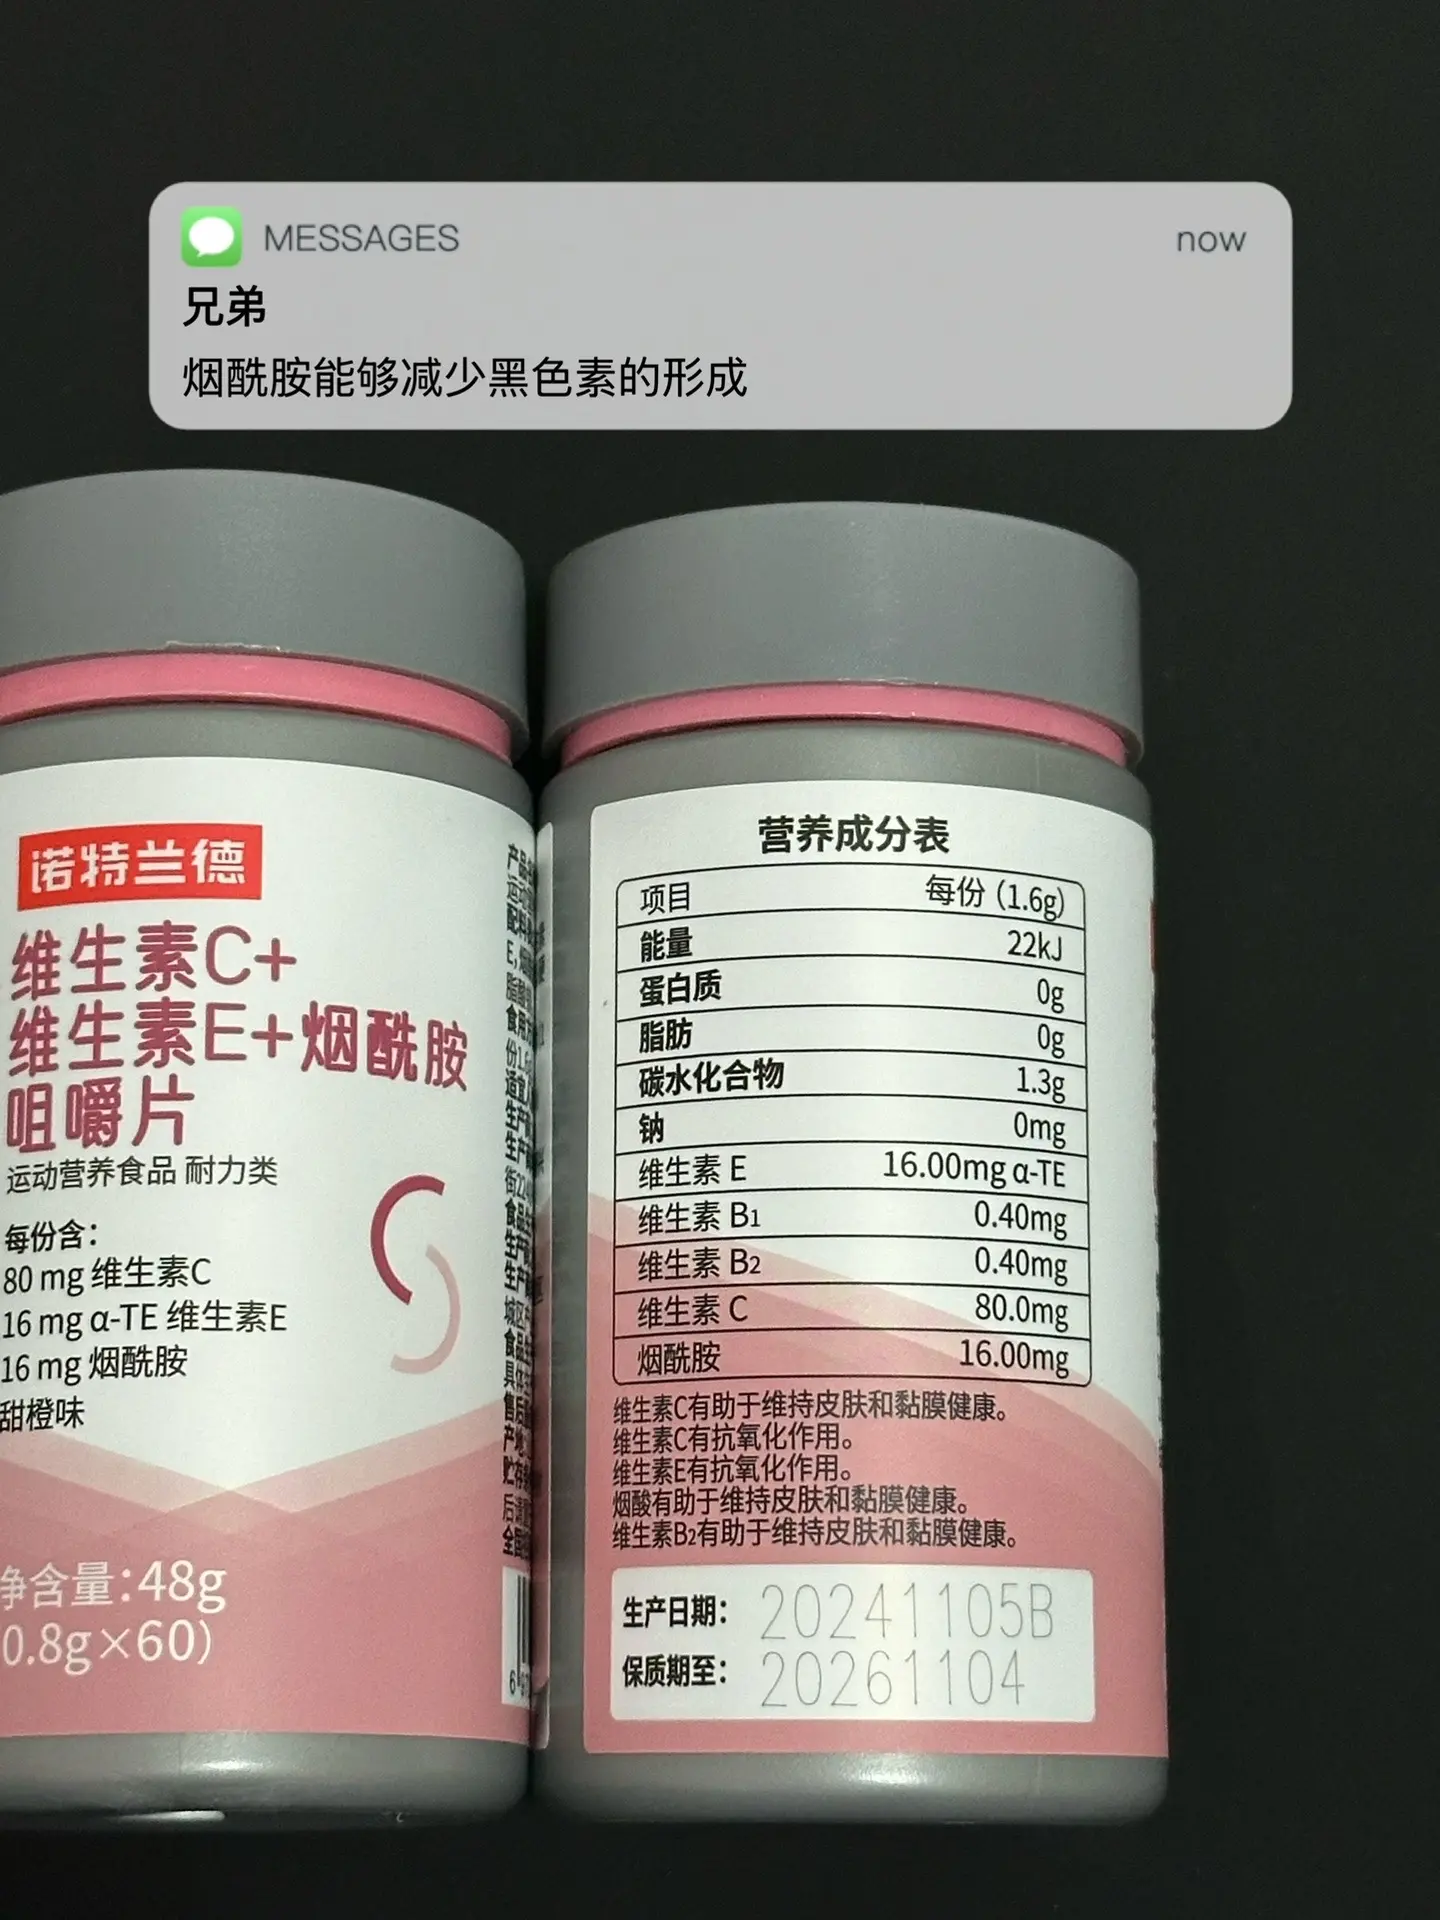 MESSAGES
now
兄弟
烟酰胺能够减少黑色素的形成
诺特兰德
维生素C+
维生素E+烟酰胺
咀嚼片
运动营养食品 耐力类
每份含：
80 mg 维生素C
16 mg α-TE 维生素E
16 mg 烟酰胺
甜橙味
净含量：48g
0.8g×60)
营养成分表
项目 每份 (1.6g)
能量 22kJ
蛋白质 0g
脂肪 0g
碳水化合物 1.3g
钠 0mg
维生素 E 16.00mg α-TE
维生素 B1 0.40mg
维生素 B2 0.40mg
维生素 C 80.0mg
烟酰胺 16.00mg
维生素C有助于维持皮肤和黏膜健康。
维生素C有抗氧化作用。
维生素E有抗氧化作用。
烟酸有助于维持皮肤和黏膜健康。
维生素B2有助于维持皮肤和黏膜健康。
生产日期： 20241105B
保质期至： 20261104